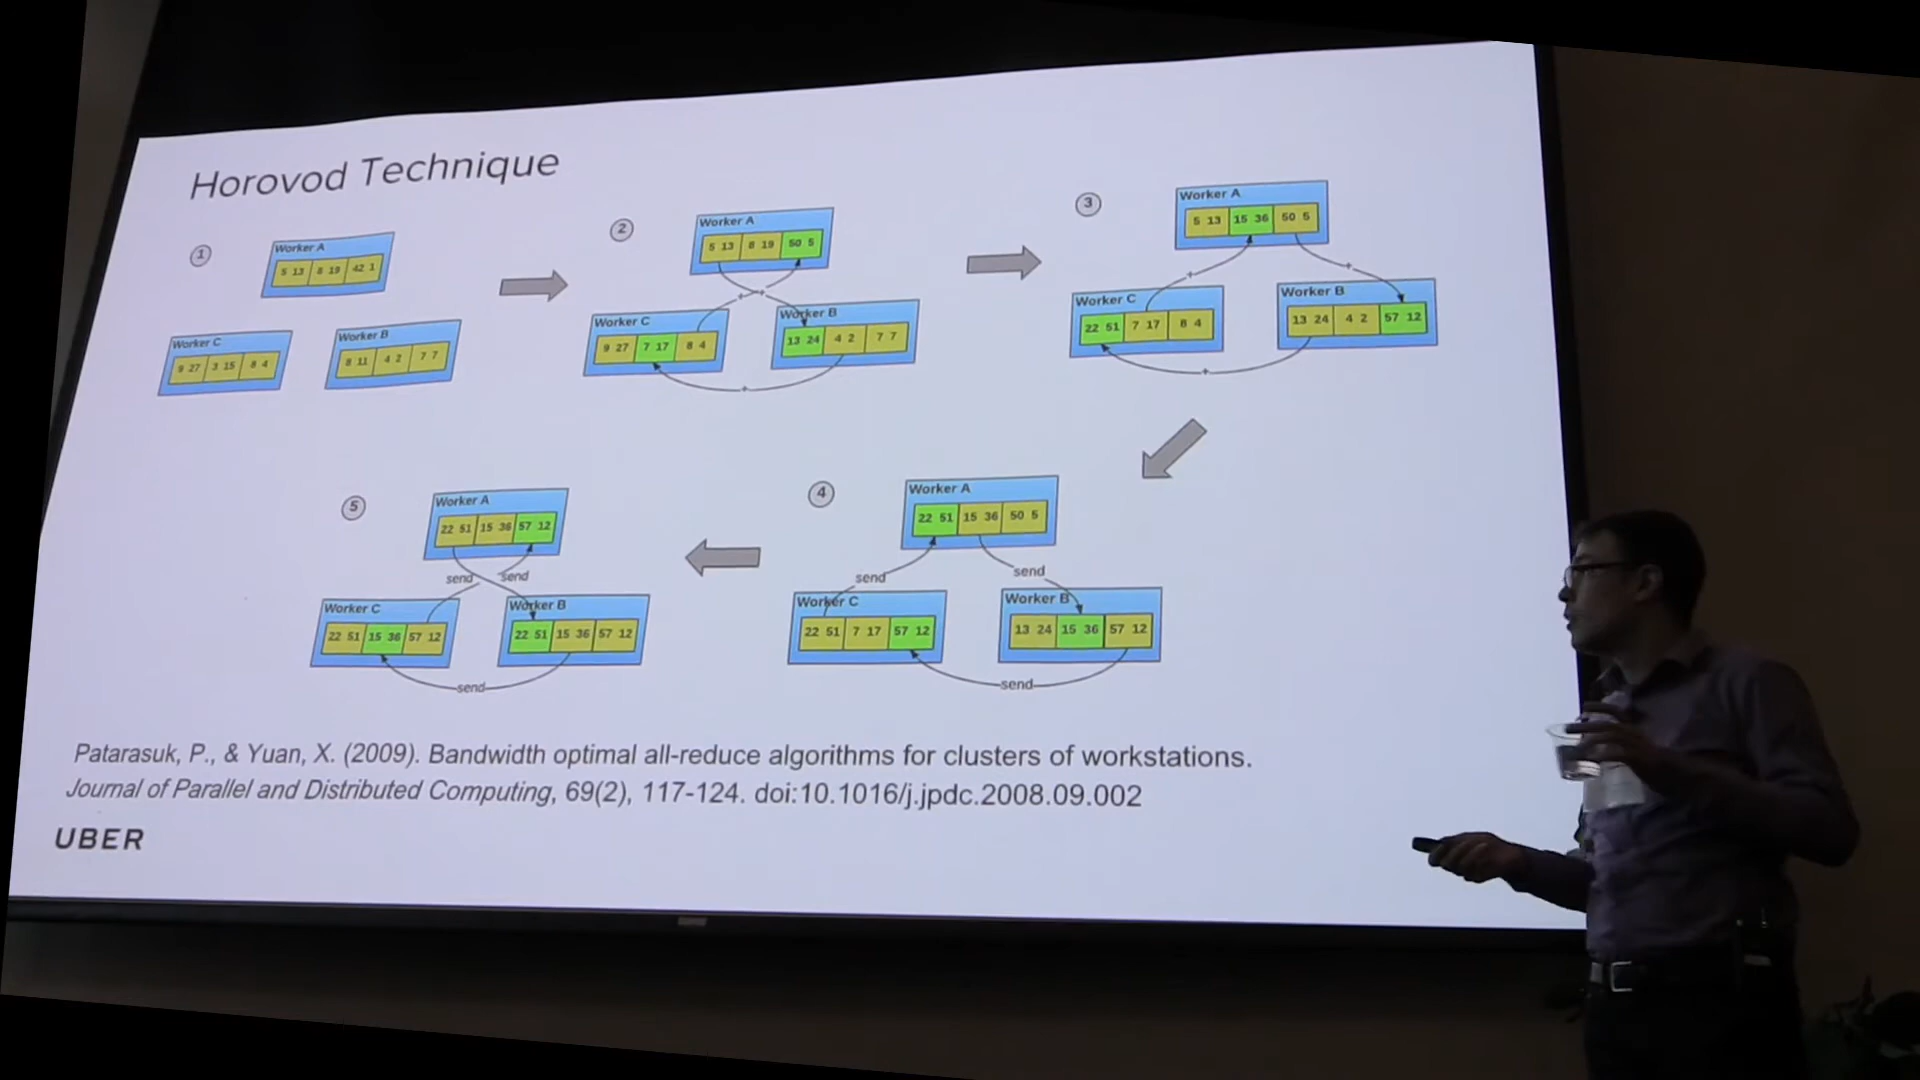 Horovod Technique
1
Worker A
5 13 8 19 42 1
Worker C
9 27 3 15 8 4
Worker B
8 11 4 2 7 7
2
Worker A
5 13 8 19 50 5
Worker C
9 27 7 17 8 4
Worker B
13 24 4 2 7 7
+ +
+
3
Worker A
5 13 15 36 50 5
+ +
Worker C
22 51 7 17 8 4
Worker B
13 24 4 2 57 12
+
4
Worker A
22 51 15 36 50 5
send send
Worker C
22 51 7 17 57 12
Worker B
13 24 15 36 57 12
send
5
Worker A
22 51 15 36 57 12
send send
Worker C
22 51 15 36 57 12
Worker B
22 51 15 36 57 12
send
Patarasuk, P., & Yuan, X. (2009). Bandwidth optimal all-reduce algorithms for clusters of workstations.
Journal of Parallel and Distributed Computing, 69(2), 117-124. doi:10.1016/j.jpdc.2008.09.002
UBER